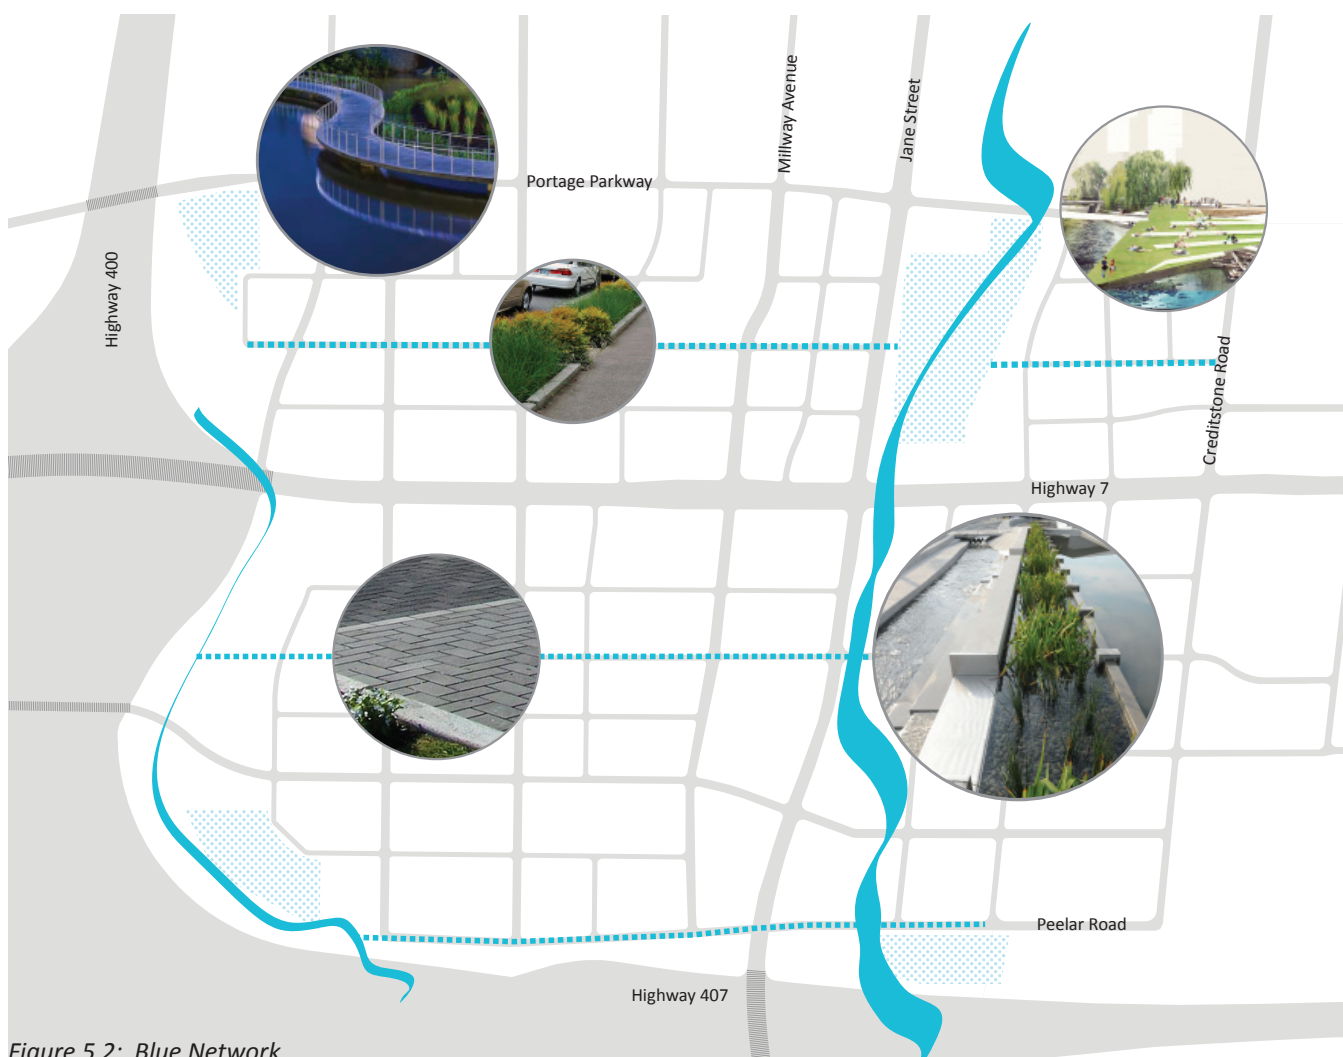 Millway Avenue
Jane Street
Portage Parkway
Highway 400
Creditstone Road
Highway 7
Peelar Road
Highway 407
Figure 5.2: Blue Network